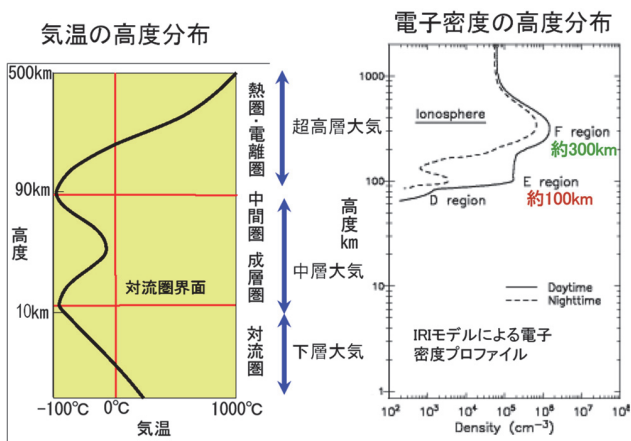 気温の高度分布
500km
90km
高度
10km
対流圏界面
-100℃
0℃
1000℃
気温
熱圏・電離圏
中間圏
成層圏
対流圏
超高層大気
中層大気
下層大気
電子密度の高度分布
1000
100
10
1
高度
km
Ionosphere
F region
約300km
E region
約100km
D region
Daytime
Nighttime
IRIモデルによる電子
密度プロファイル
10² 10³ 10⁴ 10⁵ 10⁶ 10⁷
Density (cm⁻³)